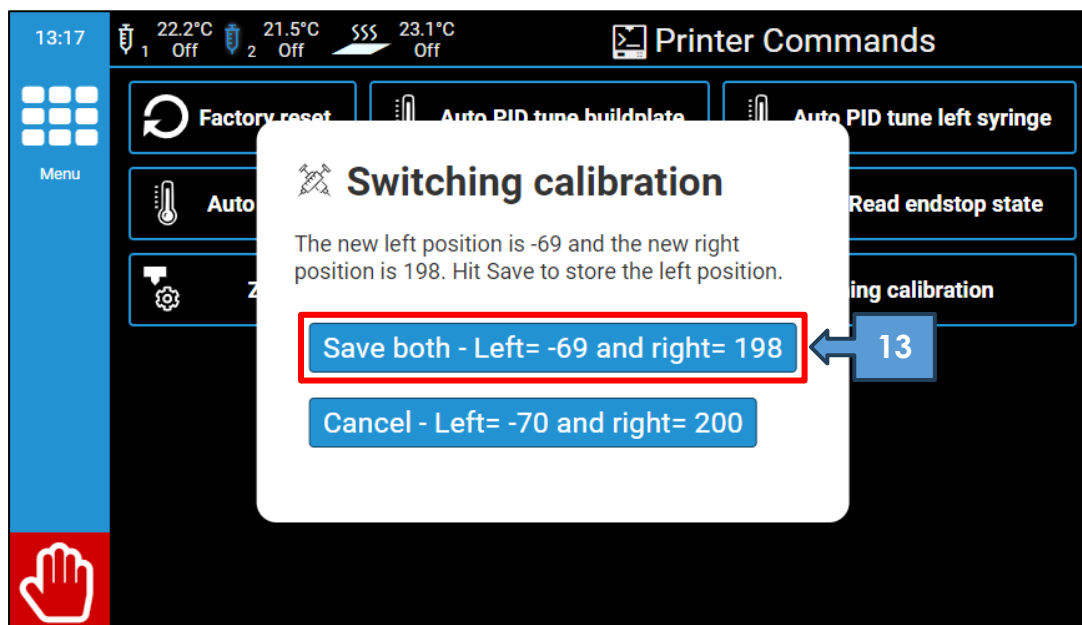 13:17
1 22.2°C Off 2 21.5°C Off 23.1°C Off
Printer Commands
Menu
Factory reset
Auto PID tune buildplate
Auto PID tune left syringe
Auto
Read endstop state
Z
ing calibration
Switching calibration
The new left position is -69 and the new right
position is 198. Hit Save to store the left position.
Save both - Left= -69 and right= 198
13
Cancel - Left= -70 and right= 200